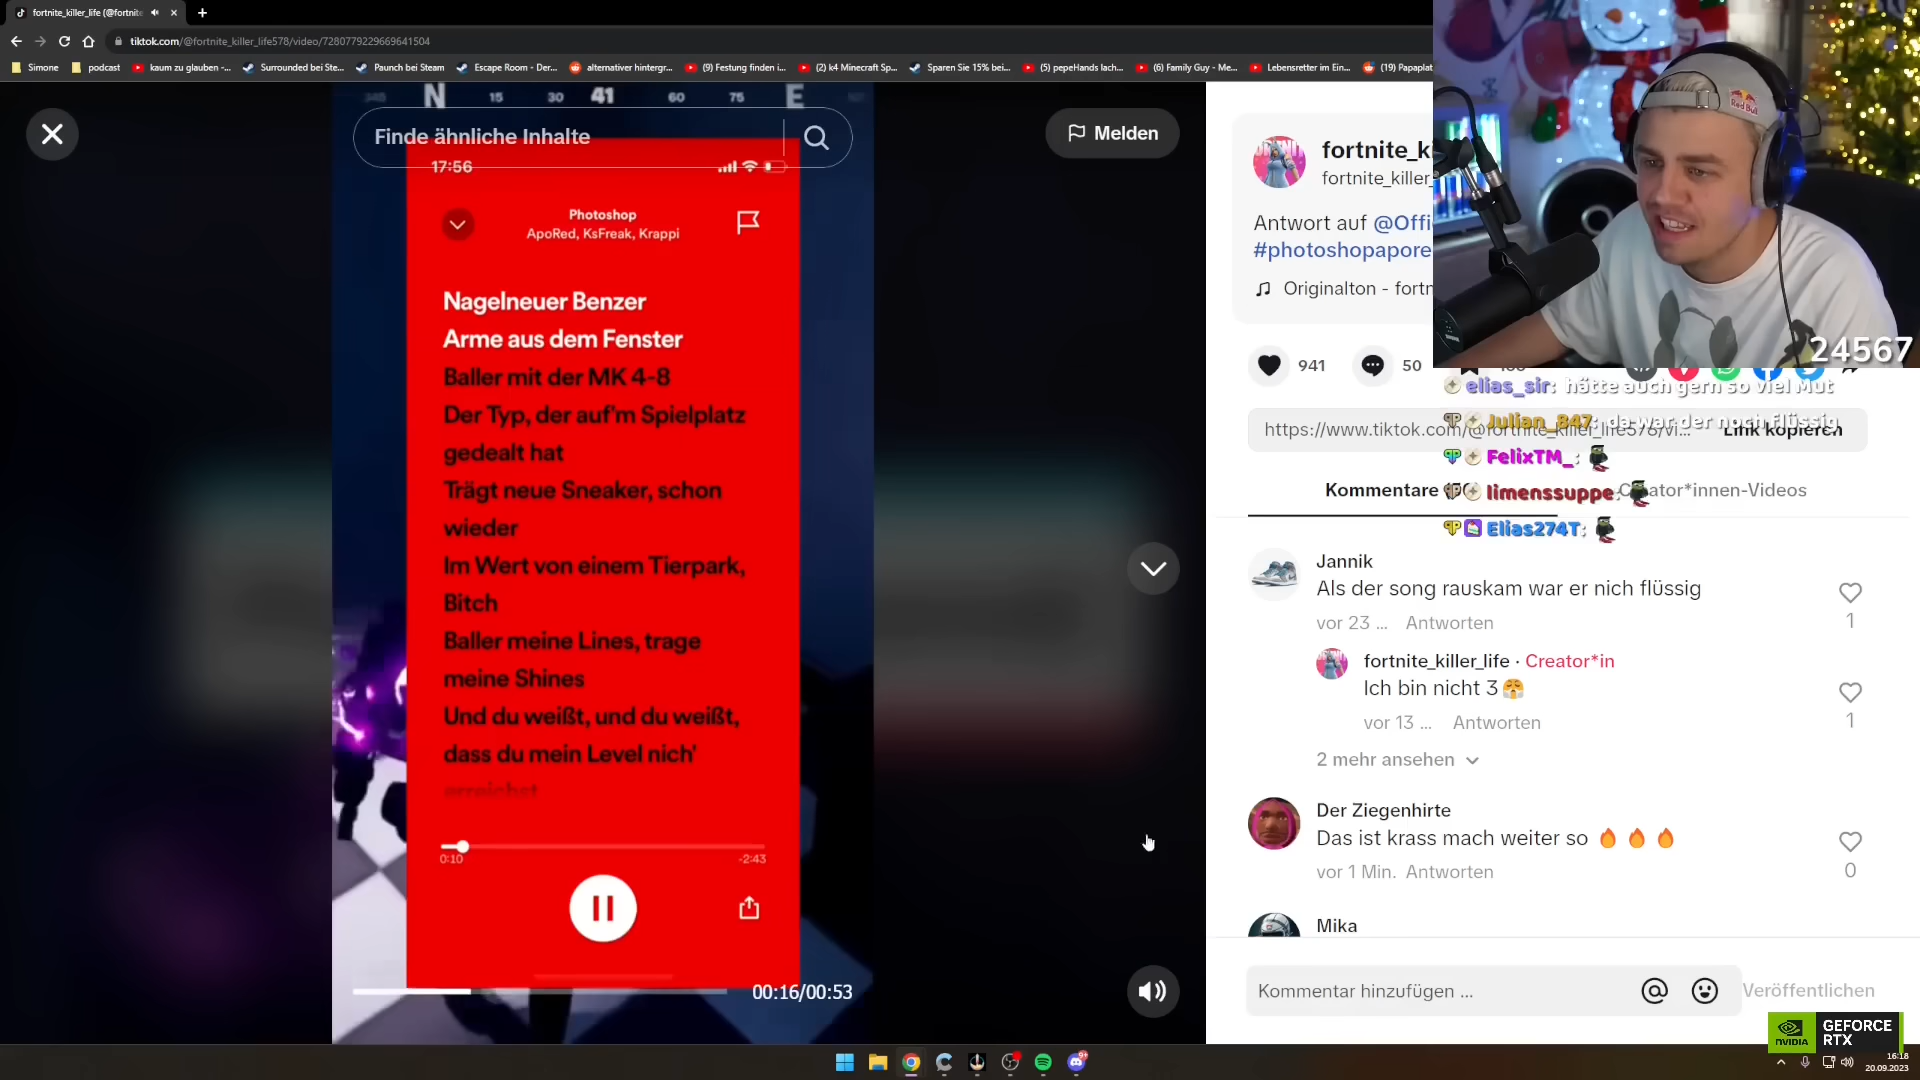 fortnite_killer_life (@fortnite
tiktok.com/@fortnite_killer_life578/video/7280779229669641504
Simone
podcast
kaum zu glauben -...
Surrounded bei Ste...
Paunch bei Steam
Escape Room - Der...
alternativer hintergr...
(9) Festung finden i...
(2) k4 Minecraft Sp...
Sparen Sie 15% bei...
(5) pepeHands lach...
(6) Family Guy - Me...
Lebensretter im Ein...
(19) Papaplat
N 15 30 41 60 75 E
Finde ähnliche Inhalte
Melden
17:56
Photoshop
ApoRed, KsFreak, Krappi
Nagelneuer Benzer
Arme aus dem Fenster
Baller mit der MK 4-8
Der Typ, der auf'm Spielplatz
gedealt hat
Trägt neue Sneaker, schon
wieder
Im Wert von einem Tierpark,
Bitch
Baller meine Lines, trage
meine Shines
Und du weißt, und du weißt,
dass du mein Level nich'
erreichst
0:10
-2:43
00:16/00:53
fortnite_k
fortnite_killer_
Antwort auf @Offi
#photoshopapore
Originalton - fortn
Red Bull
24567
941
50
elias_sir: hätte auch gern so viel Mut
Julian_847: da war der noch flüssig
https://www.tiktok.com/@fortnite_killer_life578/vi...
Link kopieren
FelixTM_:
Kommentare
limenssuppe:
Creator*innen-Videos
Elias274T:
Jannik
Als der song rauskam war er nich flüssig
vor 23 ... Antworten
1
fortnite_killer_life · Creator*in
Ich bin nicht 3😤
vor 13 ... Antworten
1
2 mehr ansehen
Der Ziegenhirte
Das ist krass mach weiter so 🔥 🔥 🔥
vor 1 Min. Antworten
0
Mika
Kommentar hinzufügen ...
Veröffentlichen
NVIDIA
GEFORCE
RTX
16:18
20.09.2023